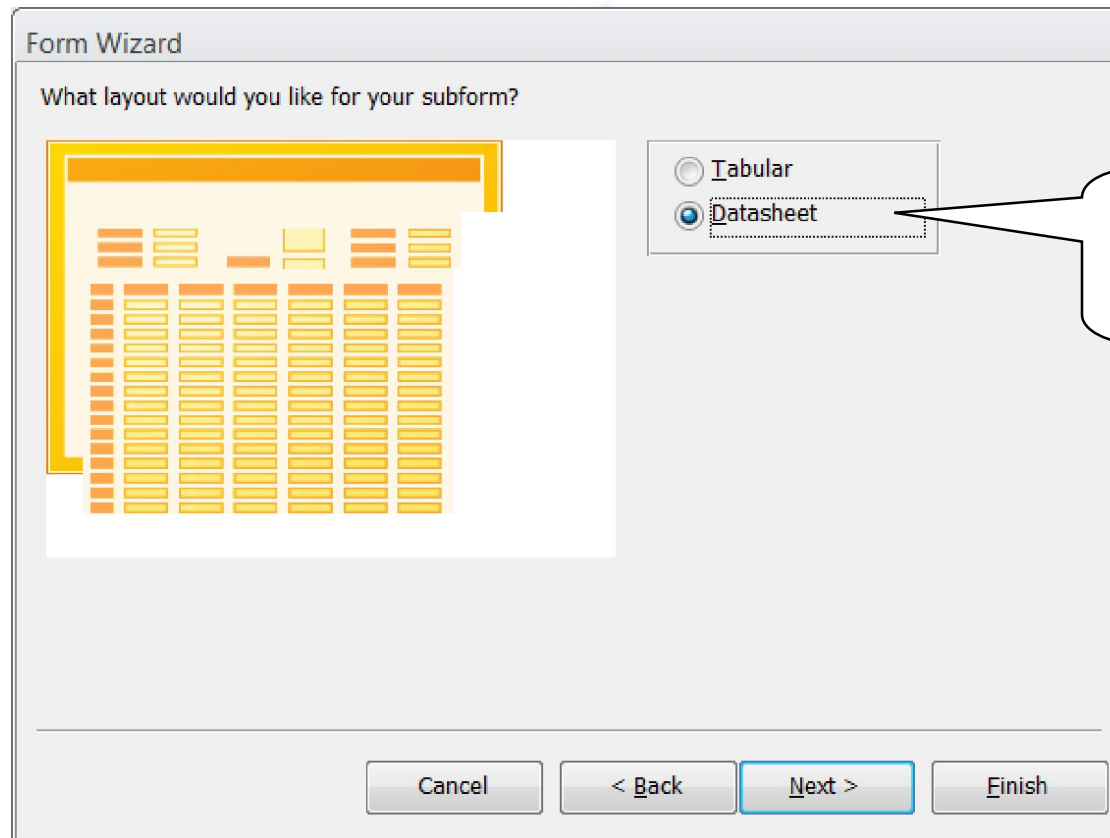 Form Wizard
What layout would you like for your subform?
Tabular
Datasheet
Cancel
< Back
Next >
Finish